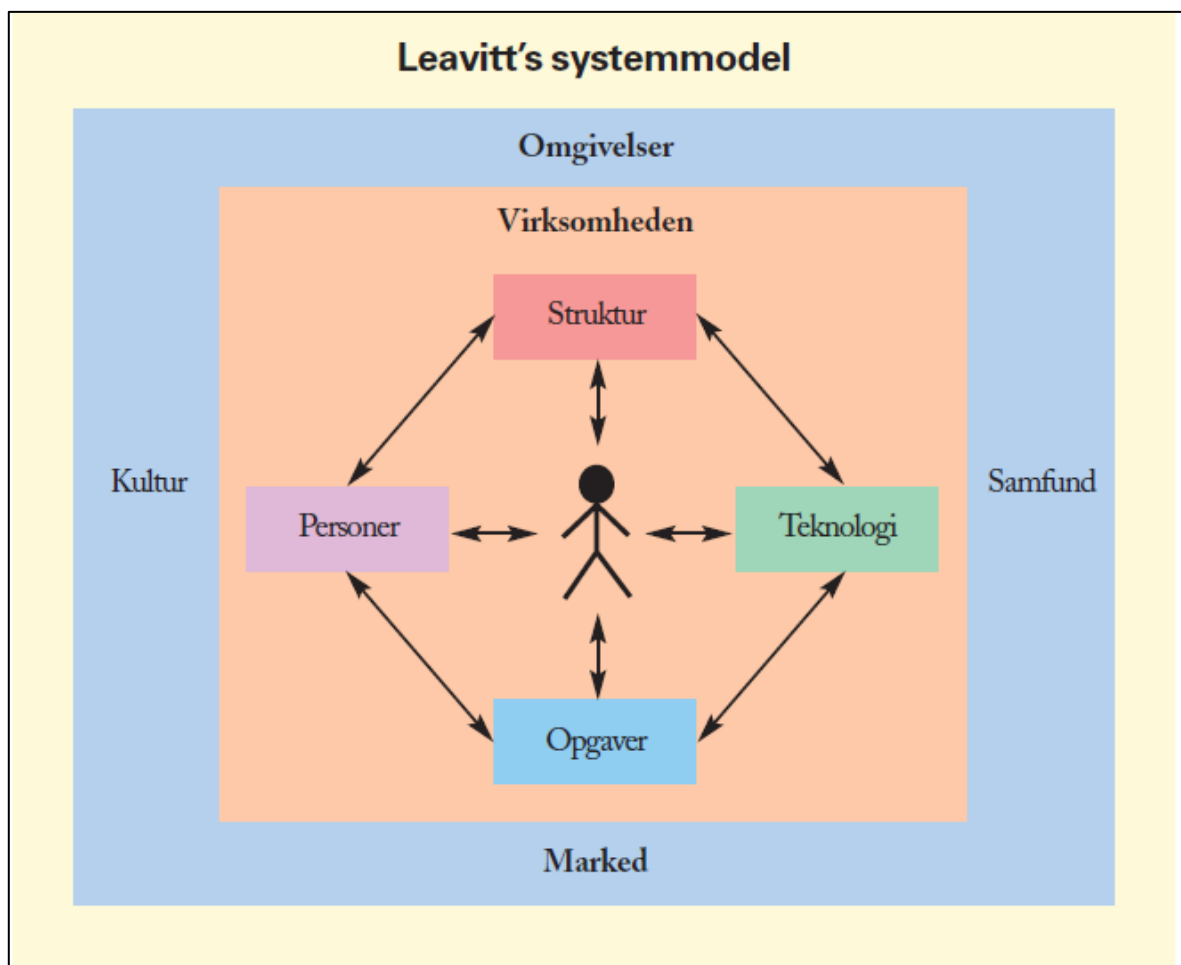 Leavitt's systemmodel
Omgivelser
Virksomheden
Struktur
Kultur
Samfund
Personer
Teknologi
Opgaver
Marked